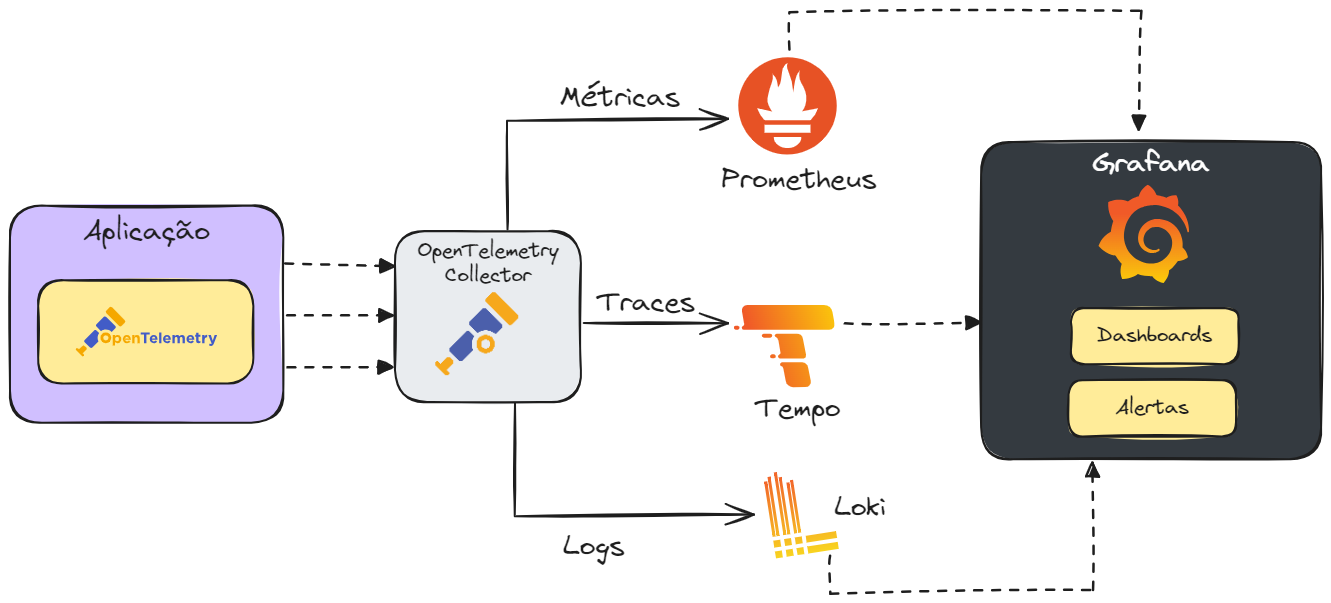 Aplicação
OpenTelemetry
OpenTelemetry
Collector
Métricas
Prometheus
Traces
Tempo
Logs
Loki
Grafana
Dashboards
Alertas